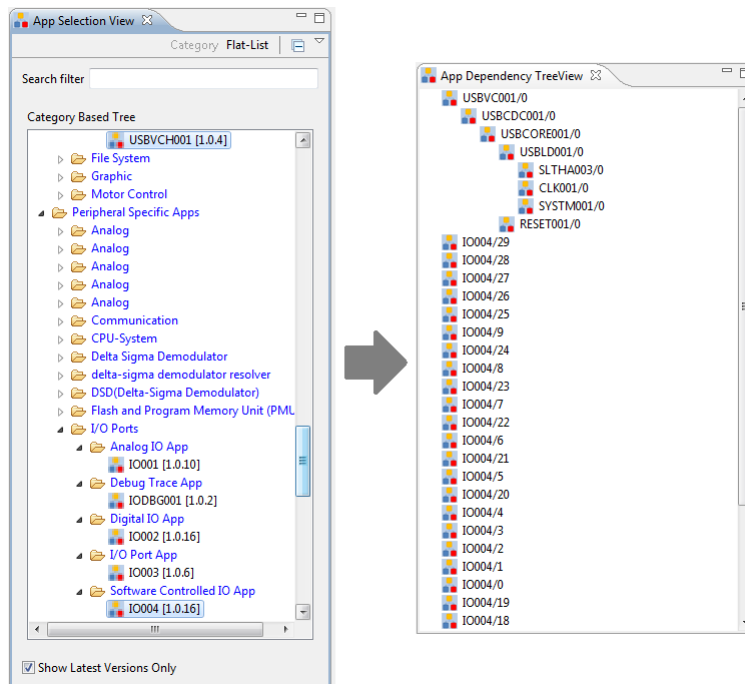 App Selection View
Category Flat-List
Search filter
Category Based Tree
USBVCH001 [1.0.4]
File System
Graphic
Motor Control
Peripheral Specific Apps
Analog
Analog
Analog
Analog
Analog
Communication
CPU-System
Delta Sigma Demodulator
delta-sigma demodulator resolver
DSD(Delta-Sigma Demodulator)
Flash and Program Memory Unit (PMU
I/O Ports
Analog IO App
IO001 [1.0.10]
Debug Trace App
IODBG001 [1.0.2]
Digital IO App
IO002 [1.0.16]
I/O Port App
IO003 [1.0.6]
Software Controlled IO App
IO004 [1.0.16]
Show Latest Versions Only
App Dependency TreeView
USBVC001/0
USBCDC001/0
USBCORE001/0
USBLD001/0
SLTHA003/0
CLK001/0
SYSTM001/0
RESET001/0
IO004/29
IO004/28
IO004/27
IO004/26
IO004/25
IO004/9
IO004/24
IO004/8
IO004/23
IO004/7
IO004/22
IO004/6
IO004/21
IO004/5
IO004/20
IO004/4
IO004/3
IO004/2
IO004/1
IO004/0
IO004/19
IO004/18